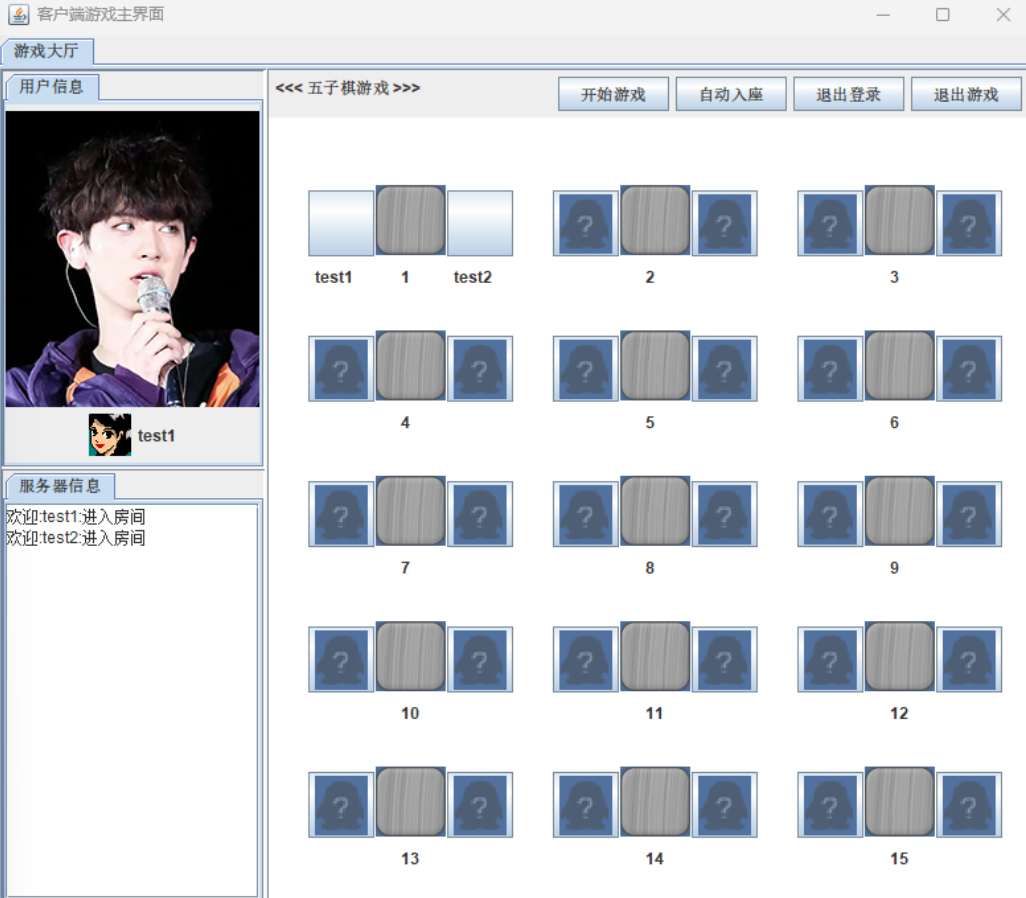 客户端游戏主界面
游戏大厅
用户信息
<<< 五子棋游戏 >>>
开始游戏 自动入座 退出登录 退出游戏
test1 1 test2 2 3
? ? ? ?
4 5 6
? ? ? ? ? ?
test1
服务器信息
欢迎:test1:进入房间
欢迎:test2:进入房间
7 8 9
? ? ? ? ? ?
10 11 12
? ? ? ? ? ?
13 14 15
? ? ? ? ? ?